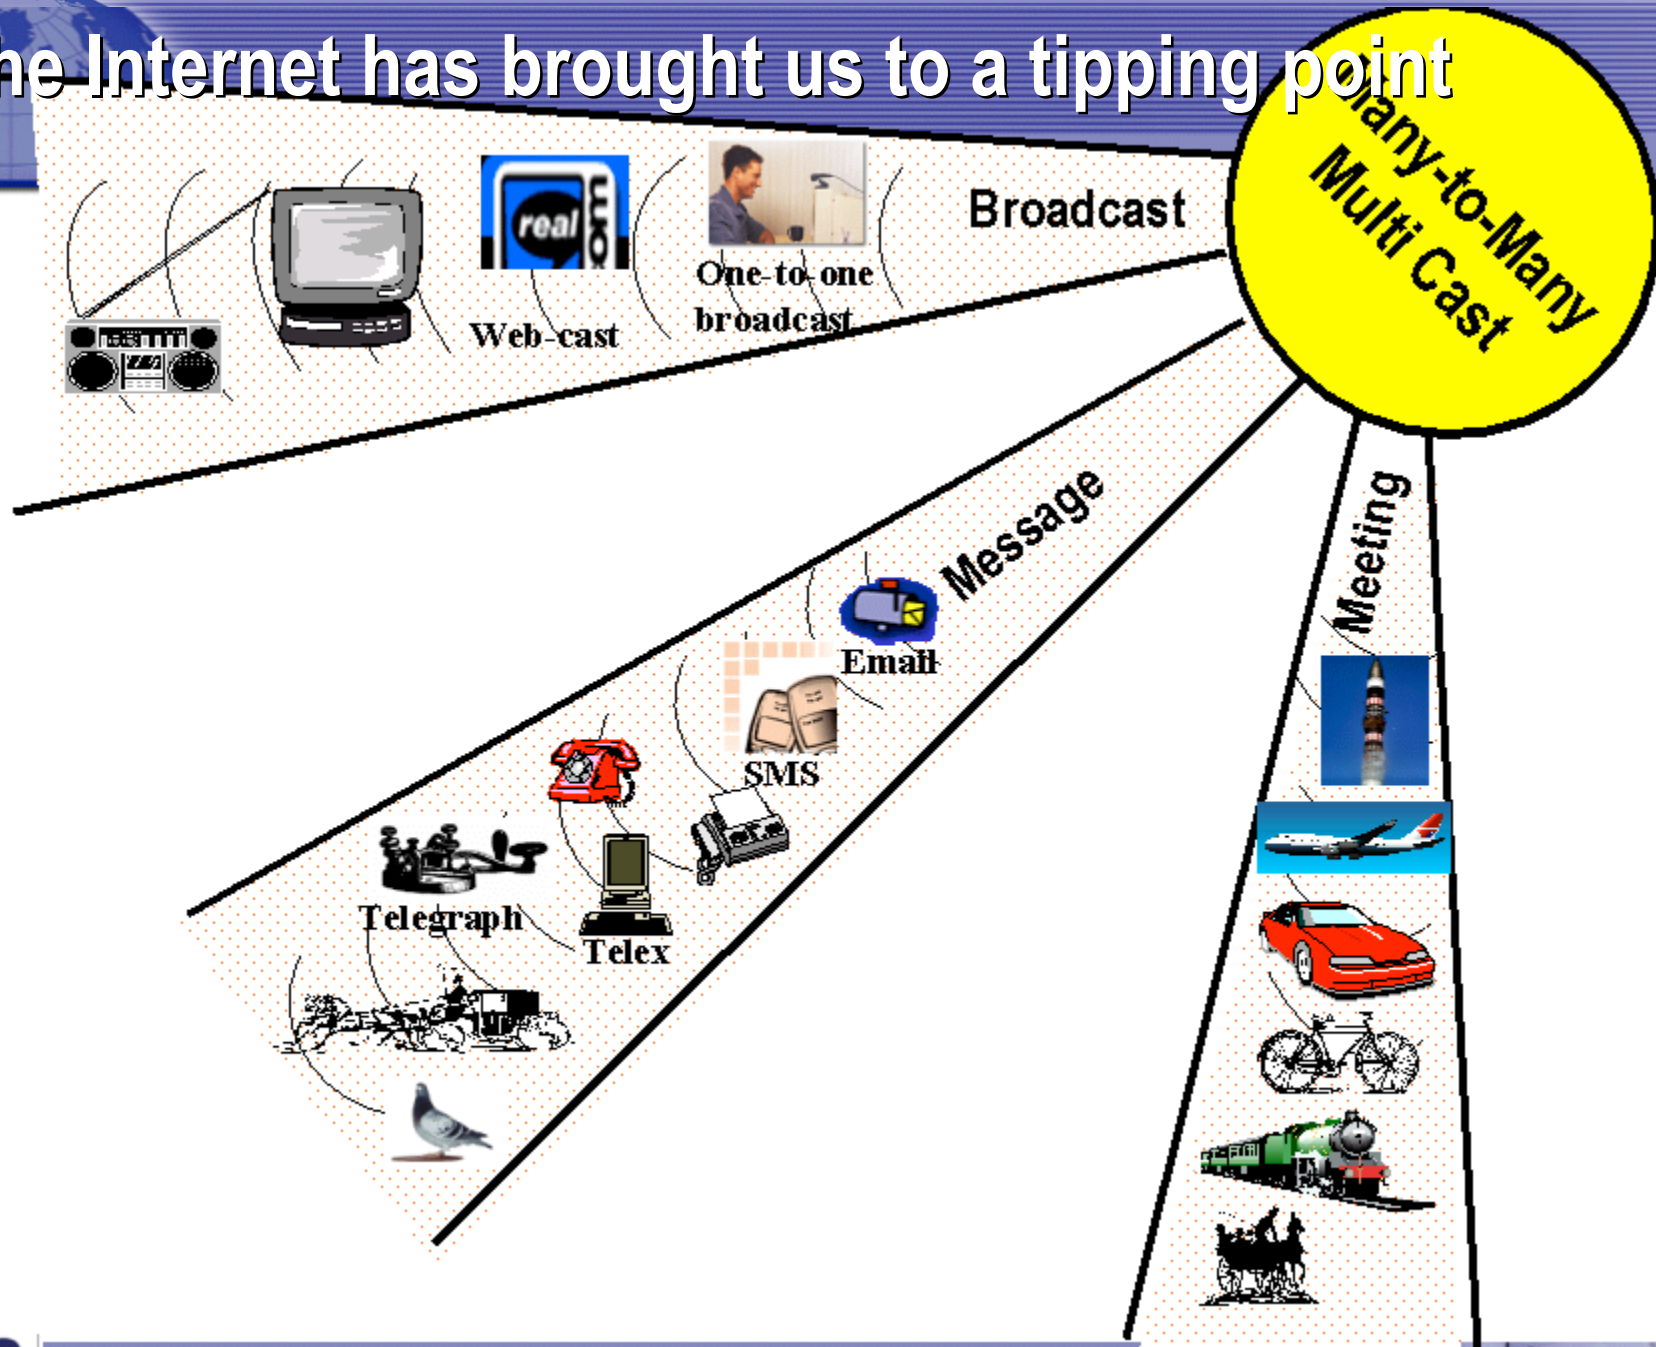 he Internet has brought us to a tipping point
Many-to-Many
Multi Cast
Broadcast
real
com
One-to-one
broadcast
Web-cast
Message
Meeting
Email
SMS
Telegraph
Telex